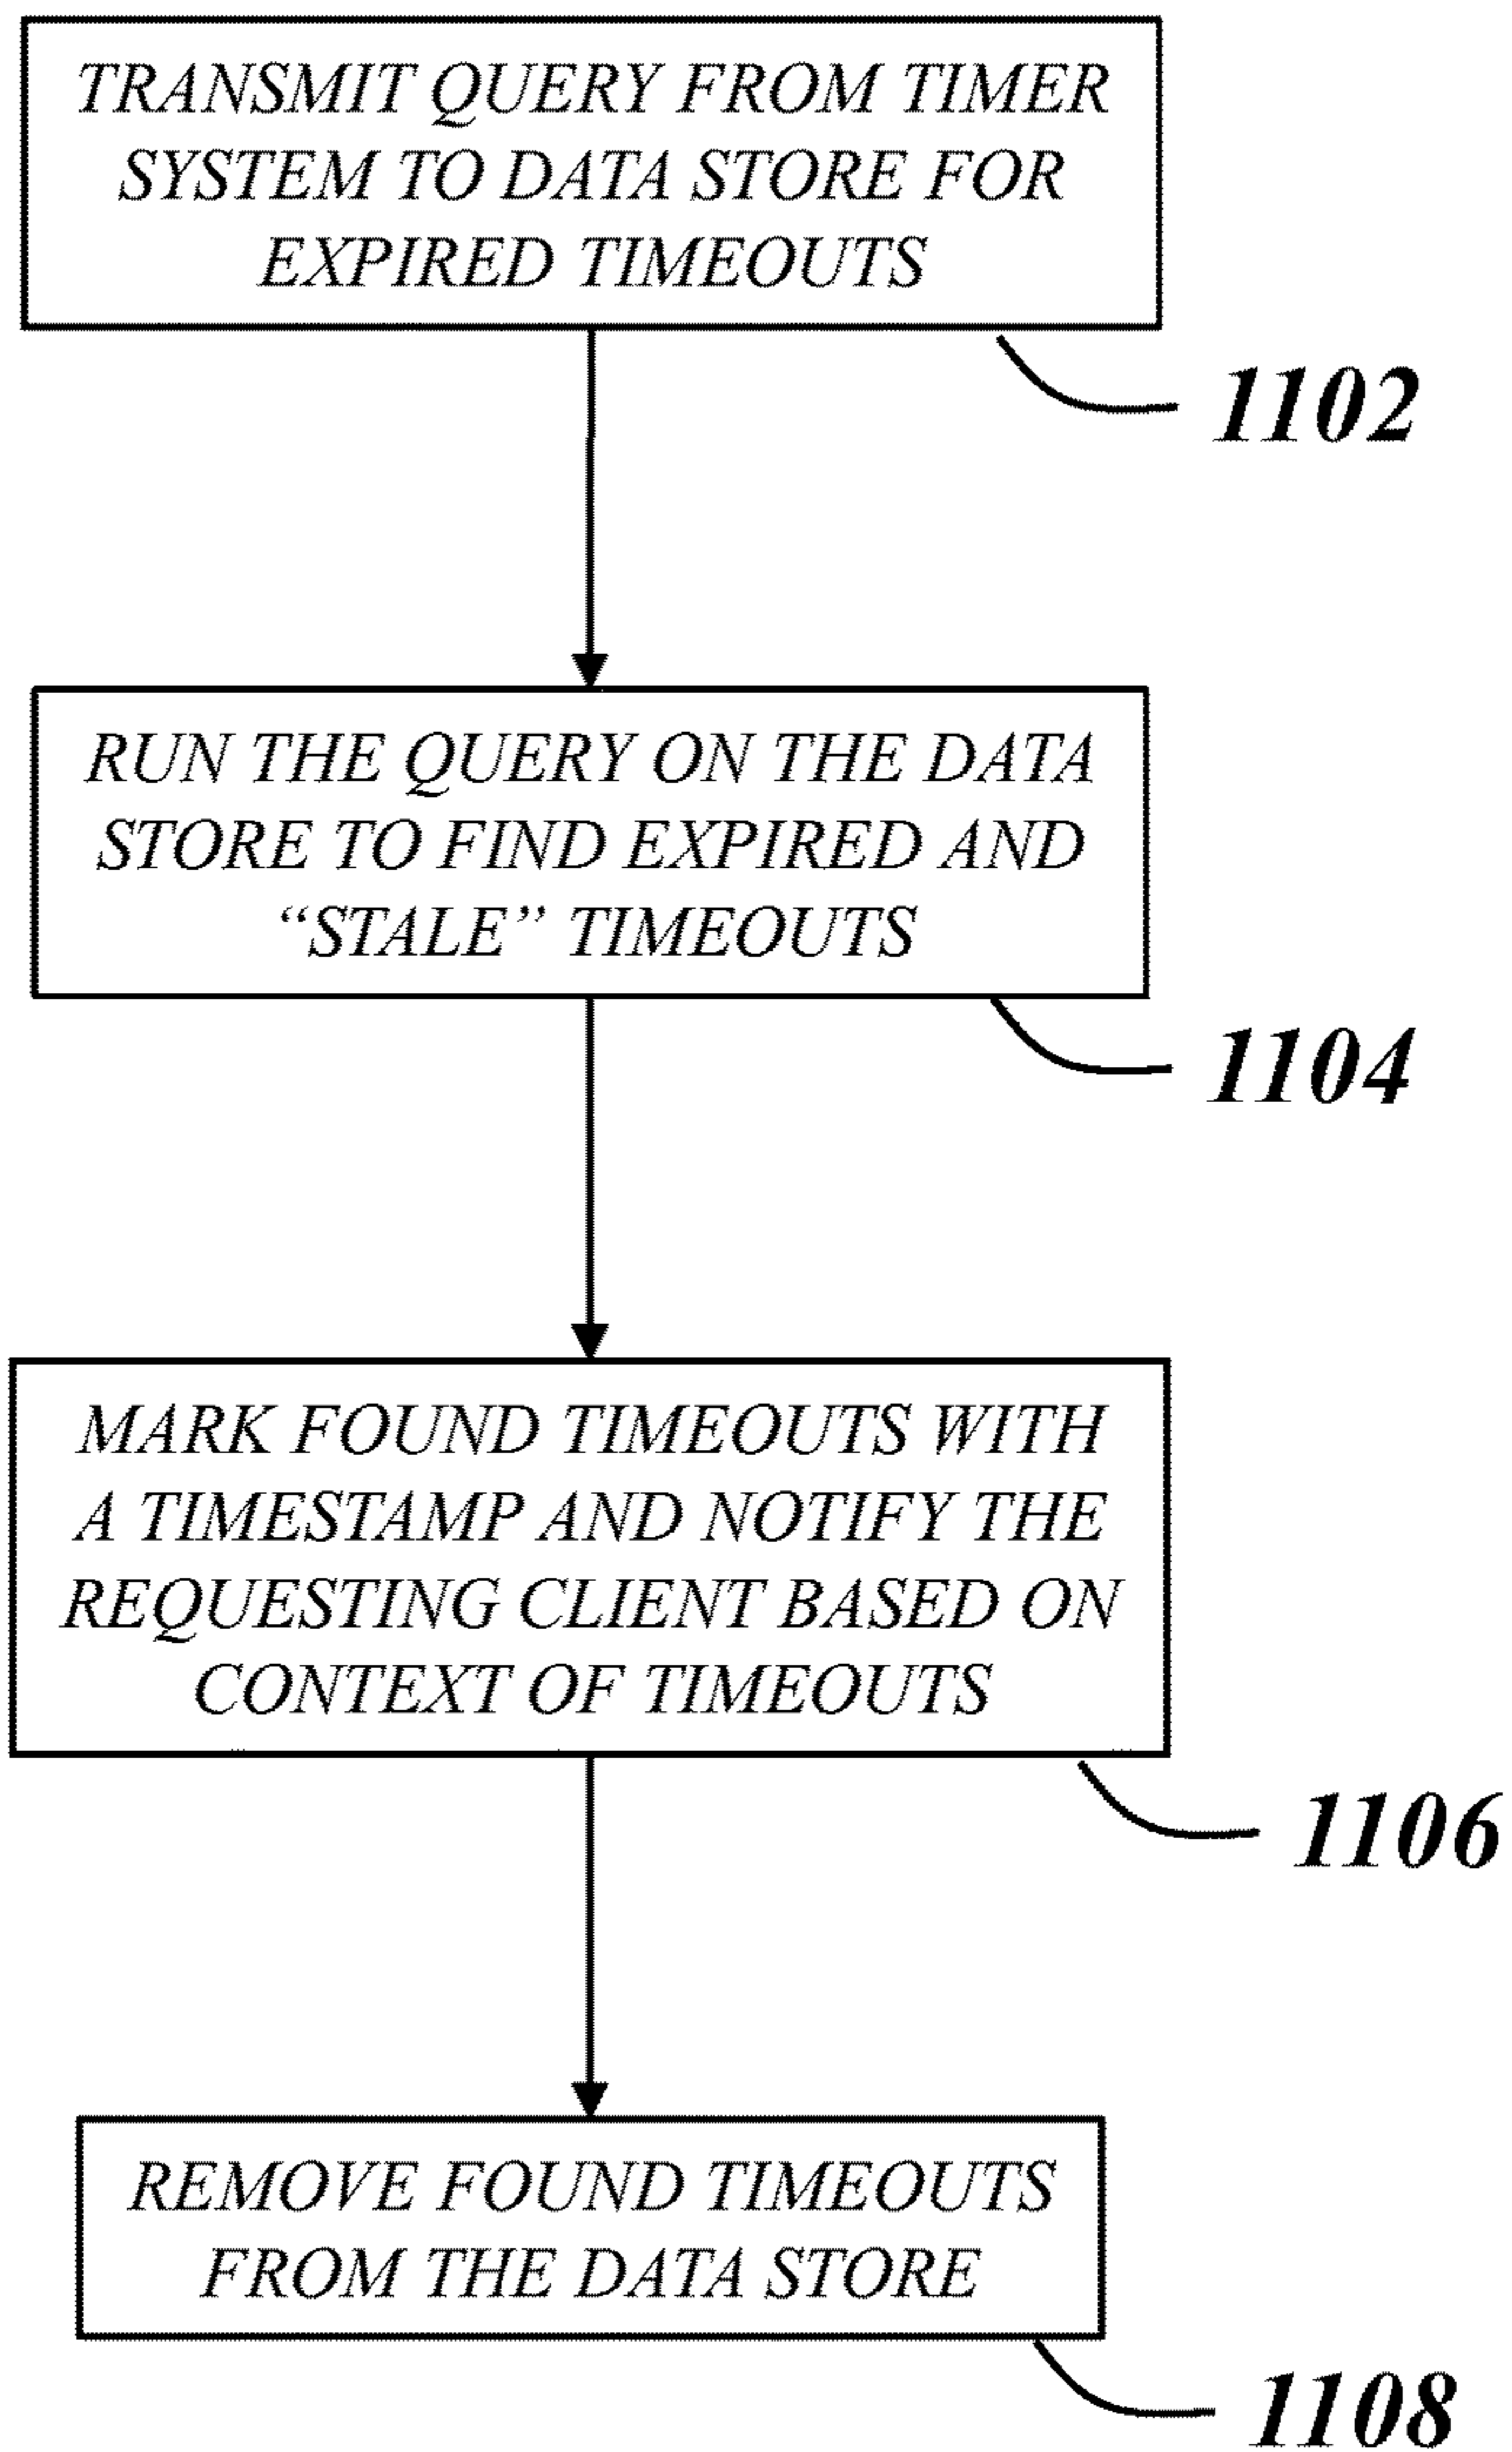 TRANSMIT QUERY FROM TIMER
SYSTEM TO DATA STORE FOR
EXPIRED TIMEOUTS
1102
RUN THE QUERY ON THE DATA
STORE TO FIND EXPIRED AND
“STALE” TIMEOUTS
1104
MARK FOUND TIMEOUTS WITH
A TIMESTAMP AND NOTIFY THE
REQUESTING CLIENT BASED ON
CONTEXT OF TIMEOUTS
1106
REMOVE FOUND TIMEOUTS
FROM THE DATA STORE
1108